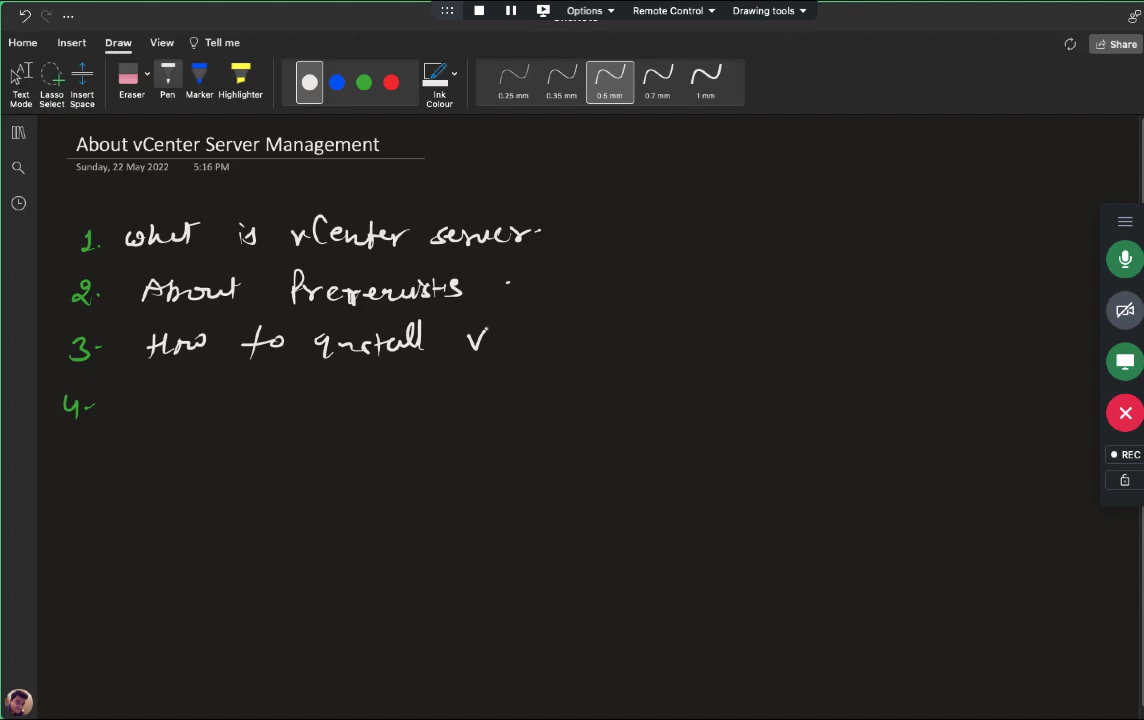 Options
Remote Control
Drawing tools
Home
Insert
Draw
View
Tell me
Share
Text Mode
Lasso Select
Insert Space
Eraser
Pen
Marker
Highlighter
Ink Colour
0.25 mm
0.35 mm
0.5 mm
0.7 mm
1 mm
About vCenter Server Management
Sunday, 22 May 2022 5:16 PM
1. what is vCenter server.
2. About
3. How to install v
4.
REC